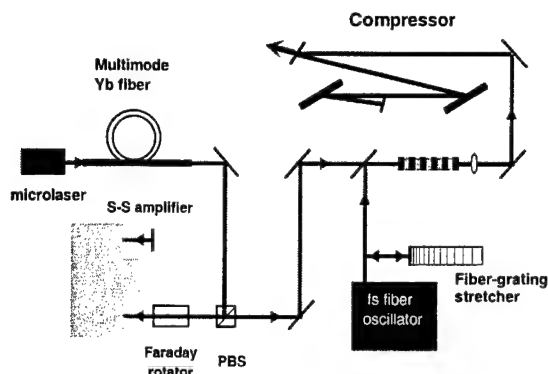 Compressor
Multimode
Yb fiber
microlaser
S-S amplifier
Faraday
rotator
PBS
fs fiber
oscillator
Fiber-grating
stretcher